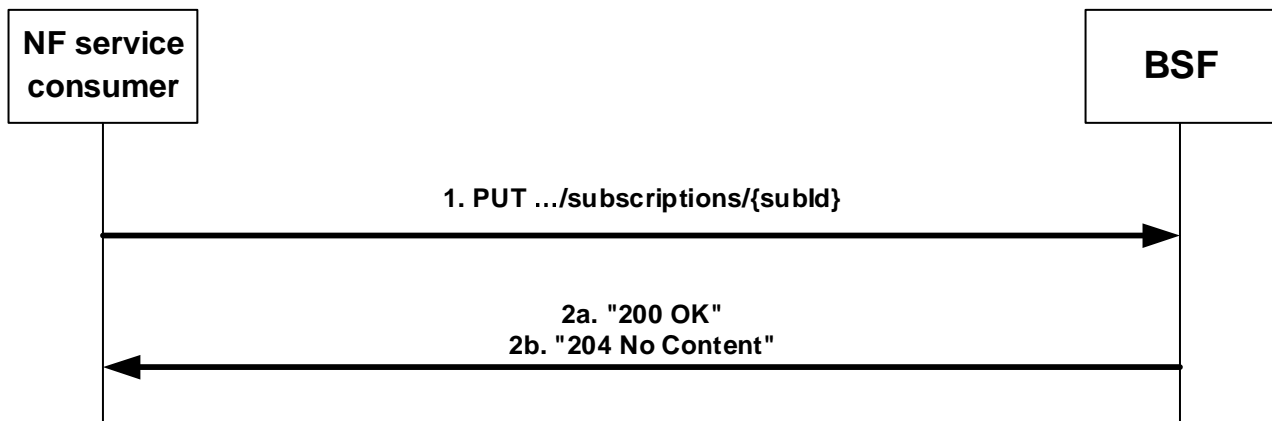 NF service
consumer
BSF
1. PUT …/subscriptions/{subId}
2a. "200 OK"
2b. "204 No Content"